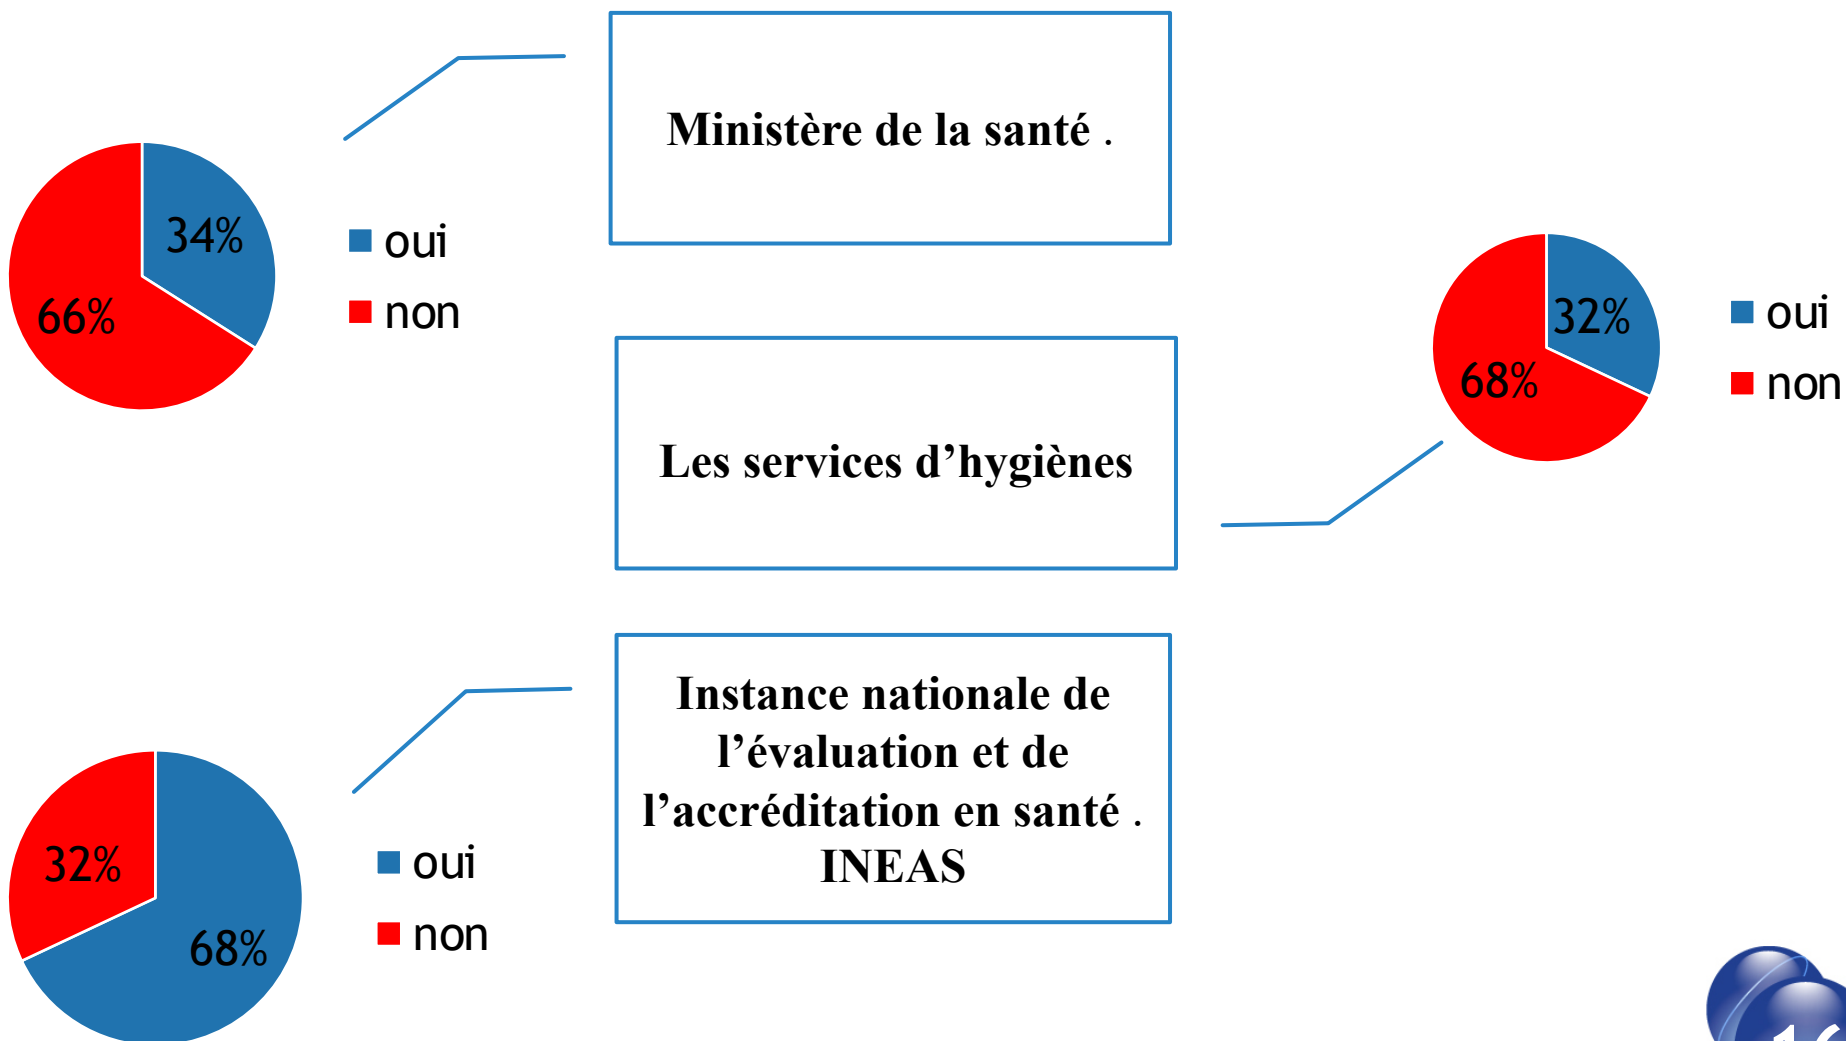 Ministère de la santé .
34%
66%
oui
non
Les services d’hygiènes
32%
68%
oui
non
Instance nationale de
l’évaluation et de
l’accréditation en santé .
INEAS
32%
68%
oui
non